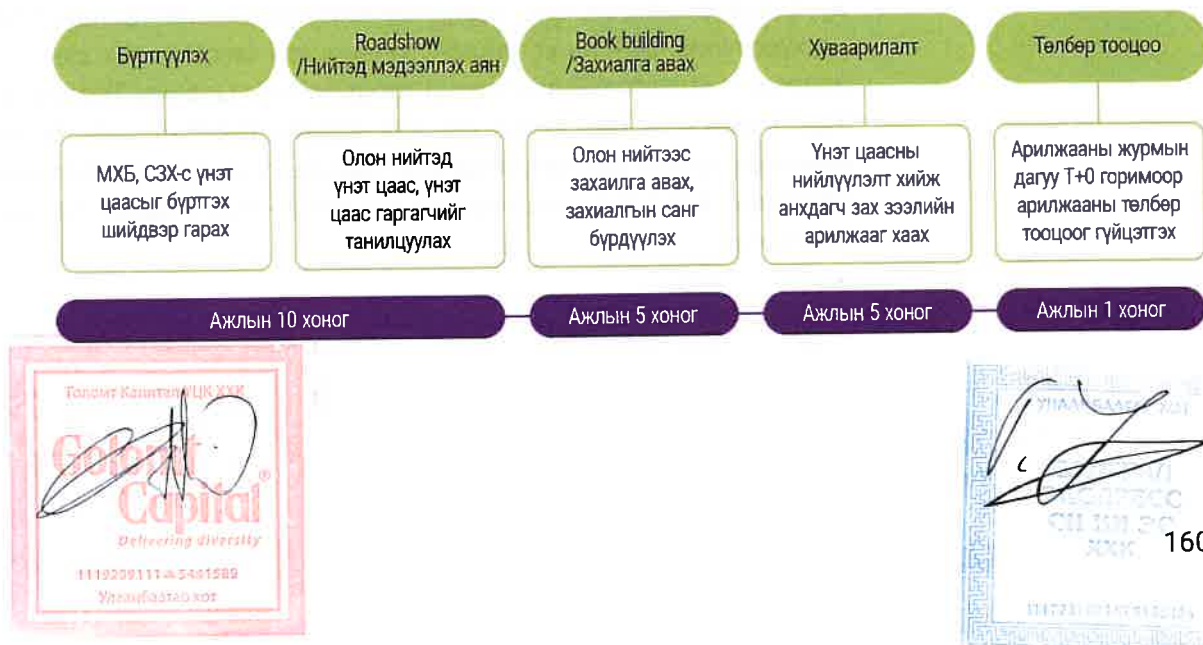 Бүртгүүлэх
Roadshow
/Нийтэд мэдээллэх аян
Book building
/Захиалга авах
Хуваарилалт
Төлбөр тооцоо
МХБ, СЗХ-с үнэт
цаасыг бүртгэх
шийдвэр гарах
Олон нийтэд
үнэт цаас, үнэт
цаас гаргагчийг
танилцуулах
Олон нийтээс
захаилга авах,
захиалгын санг
бүрдүүлэх
Үнэт цаасны
нийлүүлэлт хийж
анхдагч зах зээлийн
арилжааг хаах
Арилжааны журмын
дагуу Т+0 горимоор
арилжааны төлбөр
тооцоог гүйцэтгэх
Ажлын 10 хоног
Ажлын 5 хоног
Ажлын 5 хоног
Ажлын 1 хоног
Голомт Капитал ҮЦК ХХК
Golomt
Capital®
Delivering diversity
Улаанбаатар хот
УЛААНБААТАР ХОТ
ХХК
160